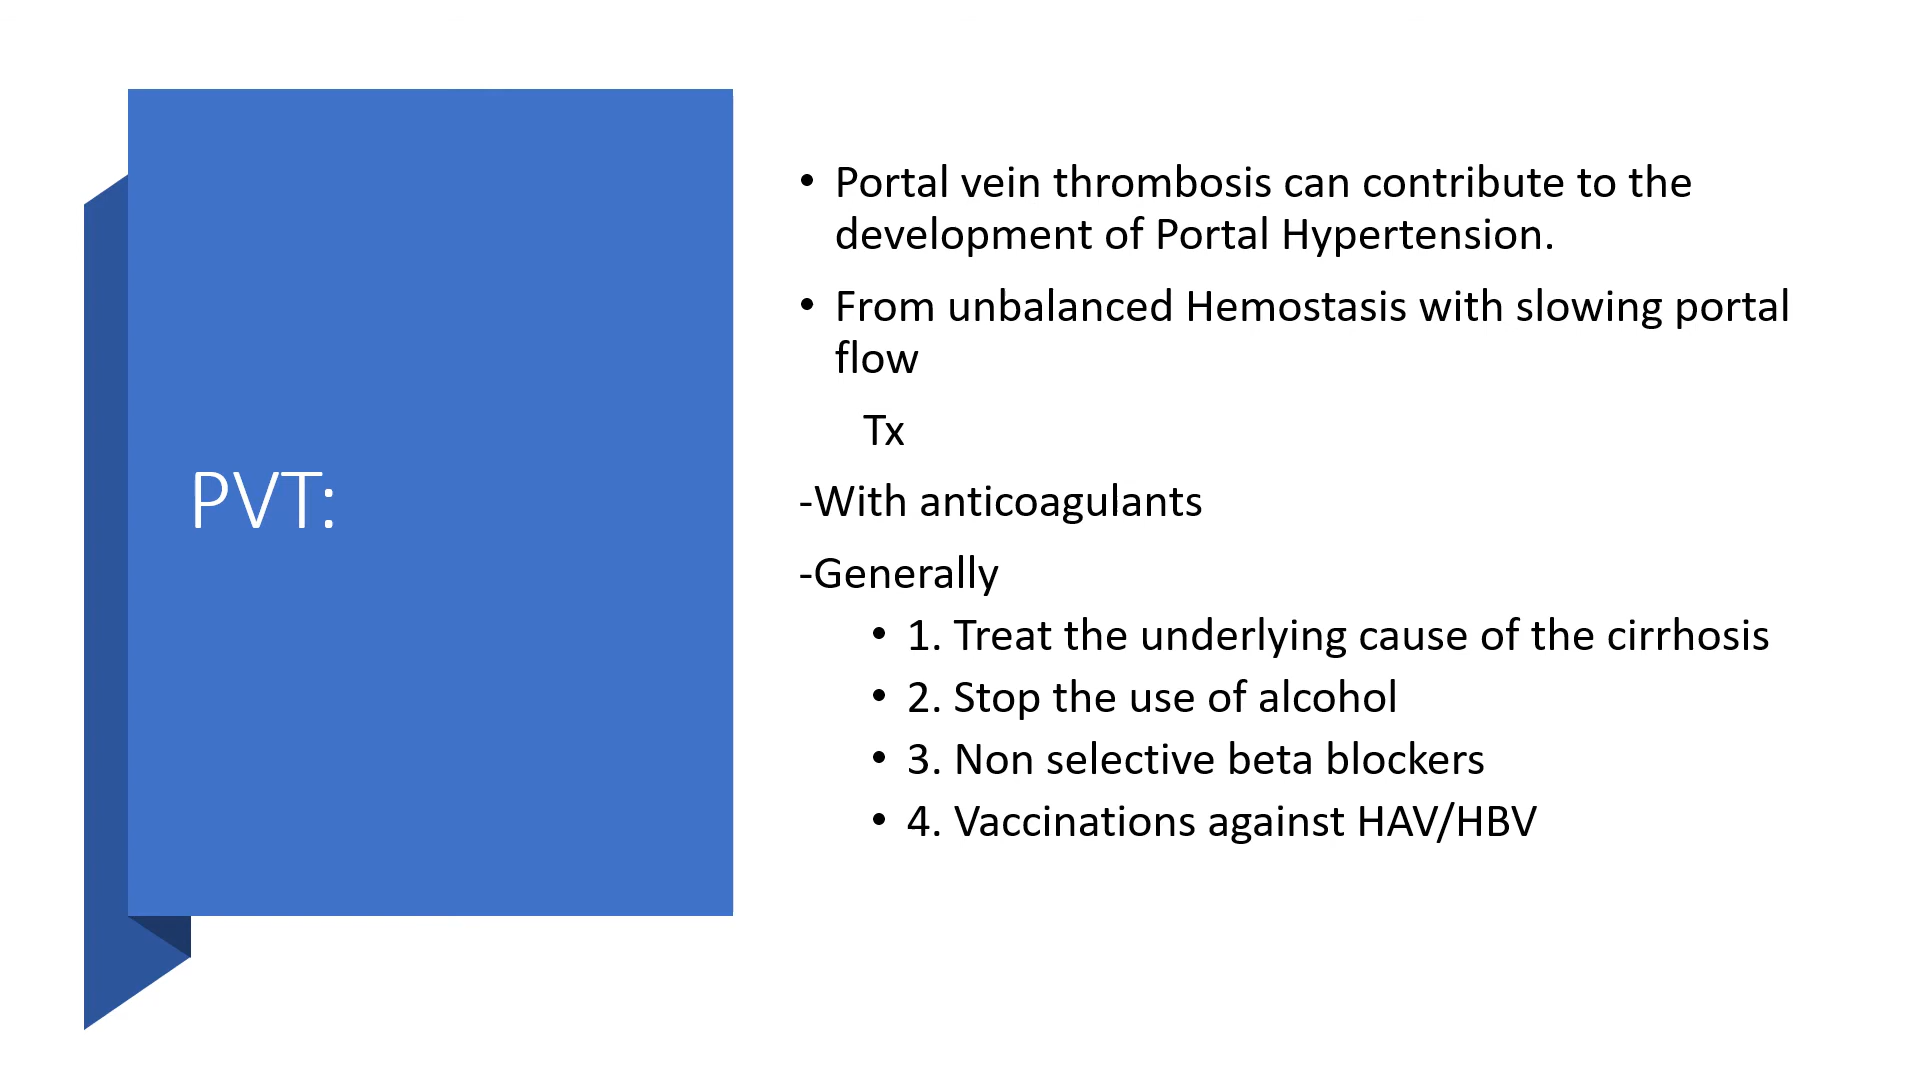 PVT:
• Portal vein thrombosis can contribute to the
development of Portal Hypertension.
• From unbalanced Hemostasis with slowing portal
flow
Tx
-With anticoagulants
-Generally
• 1. Treat the underlying cause of the cirrhosis
• 2. Stop the use of alcohol
• 3. Non selective beta blockers
• 4. Vaccinations against HAV/HBV